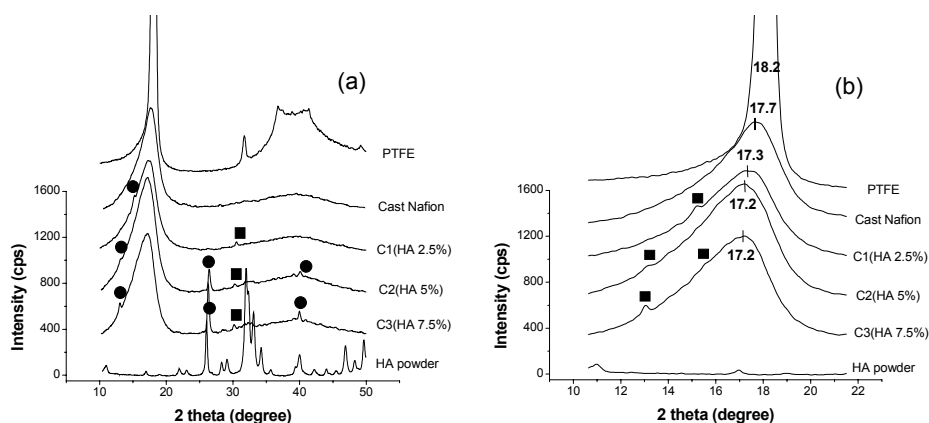 (a)
PTFE
Cast Nafion
C1(HA 2.5%)
C2(HA 5%)
C3(HA 7.5%)
HA powder
1600
1200
800
400
0
Intensity (cps)
10 20 30 40 50
2 theta (degree)
(b)
18.2
17.7
17.3
17.2
17.2
PTFE
Cast Nafion
C1(HA 2.5%)
C2(HA 5%)
C3(HA 7.5%)
HA powder
1600
1200
800
400
0
Intensity (cps)
10 12 14 16 18 20 22
2 theta (degree)